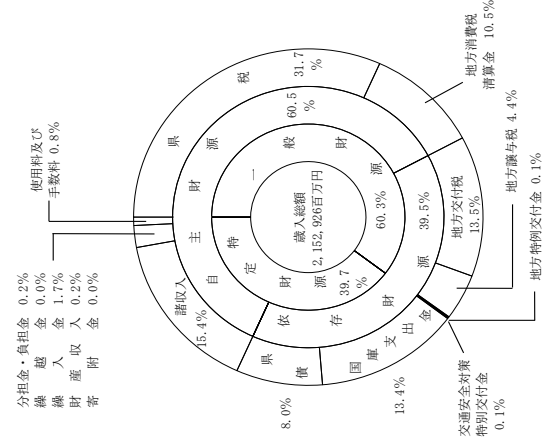 分担金・負担金 0.2%
繰越金 0.0%
繰入金 1.7%
財産収入 0.2%
寄附金 0.0%
使用料及び
手数料 0.8%
県税
31.7
%
地方消費税
清算金 10.5%
地方交付税
13.5%
地方譲与税 4.4%
地方特例交付金 0.1%
交通安全対策
特別交付金
0.1%
国庫支出金
13.4%
県債
8.0%
諸収入
15.4%
自主財源
60.5
%
依存財源
39.5%
一般財源
60.3%
特定財源
39.7
%
歳入総額
2,152,926百万円